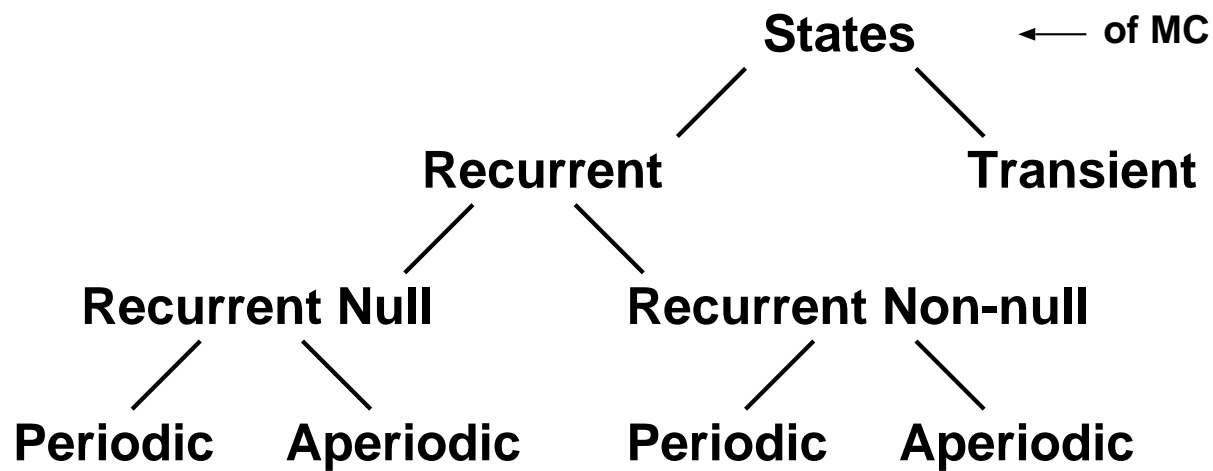 States of MC
Recurrent Transient
Recurrent Null Recurrent Non-null
Periodic Aperiodic Periodic Aperiodic